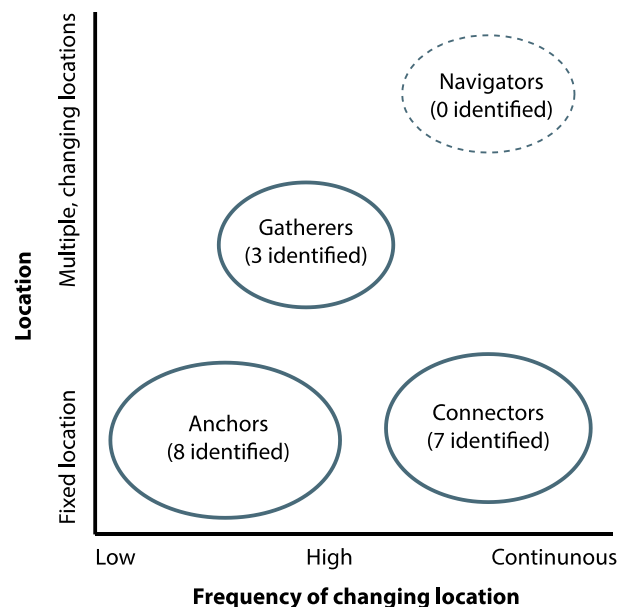 Location
Multiple, changing locations
Fixed location
Navigators
(0 identified)
Gatherers
(3 identified)
Anchors
(8 identified)
Connectors
(7 identified)
Low
High
Continunous
Frequency of changing location